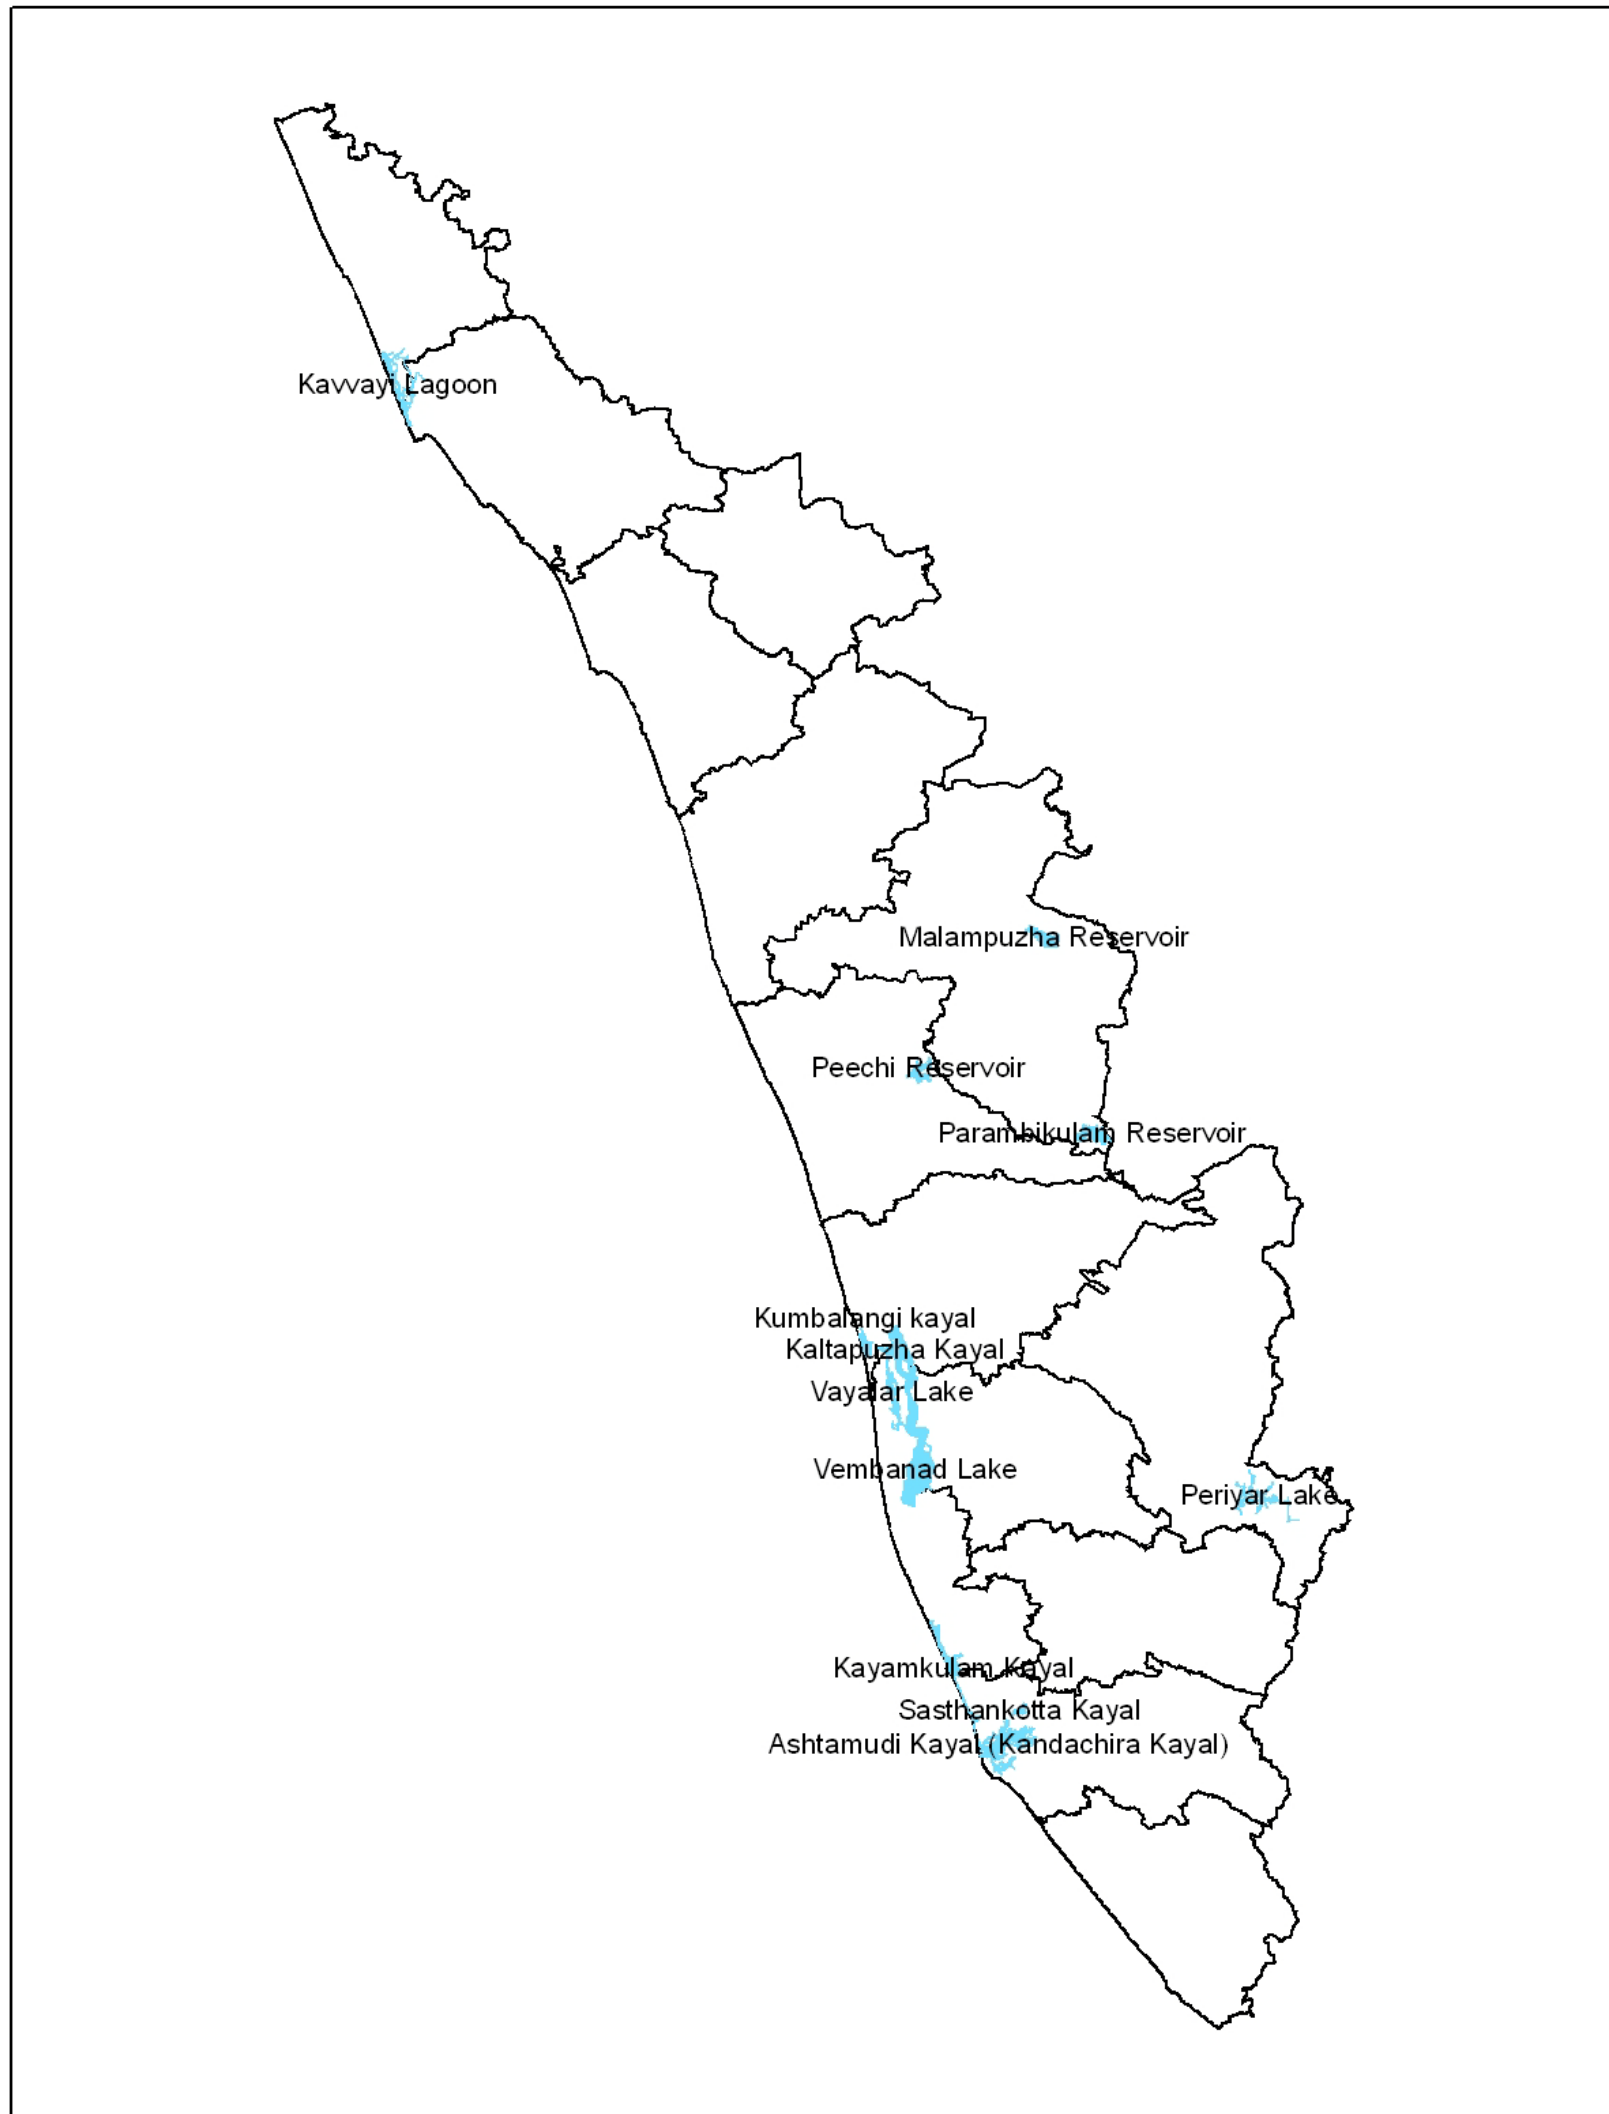 Kavvayi Lagoon
Malampuzha Reservoir
Peechi Reservoir
Parambikulam Reservoir
Kumbalangi kayal
Kaltapuzha Kayal
Vayalar Lake
Vembanad Lake
Periyar Lake
Kayamkulam Kayal
Sasthankotta Kayal
Ashtamudi Kayal (Kandachira Kayal)